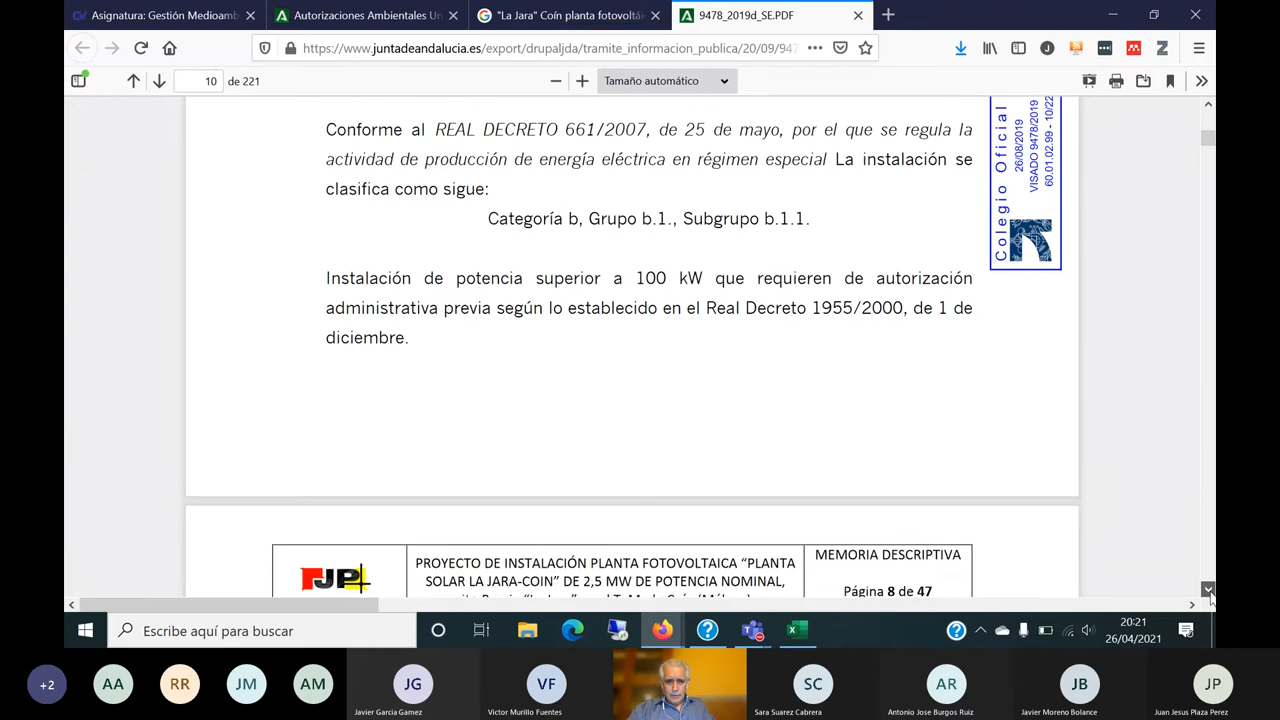 Asignatura: Gestión Medioamb
Autorizaciones Ambientales Un
"La Jara" Coín planta fotovoltái
9478_2019d_SE.PDF
https://www.juntadeandalucia.es/export/drupaljda/tramite_informacion_publica/20/09/947
10 de 221
Tamaño automático
Conforme al REAL DECRETO 661/2007, de 25 de mayo, por el que se regula la
actividad de producción de energía eléctrica en régimen especial La instalación se
clasifica como sigue:
Categoría b, Grupo b.1., Subgrupo b.1.1.
Instalación de potencia superior a 100 kW que requieren de autorización
administrativa previa según lo establecido en el Real Decreto 1955/2000, de 1 de
diciembre.
Colegio Oficial
26/08/2019
VISADO 9478/2019
60.01.02.99 - 10/22
JP
PROYECTO DE INSTALACIÓN PLANTA FOTOVOLTAICA “PLANTA
SOLAR LA JARA-COIN” DE 2,5 MW DE POTENCIA NOMINAL,
MEMORIA DESCRIPTIVA
Página 8 de 47
Escribe aquí para buscar
20:21
26/04/2021
+2
AA
RR
JM
AM
JG
Javier Garcia Gamez
VF
Victor Murillo Fuentes
SC
Sara Suarez Cabrera
AR
Antonio Jose Burgos Ruiz
JB
Javier Moreno Bolance
JP
Juan Jesus Plaza Perez